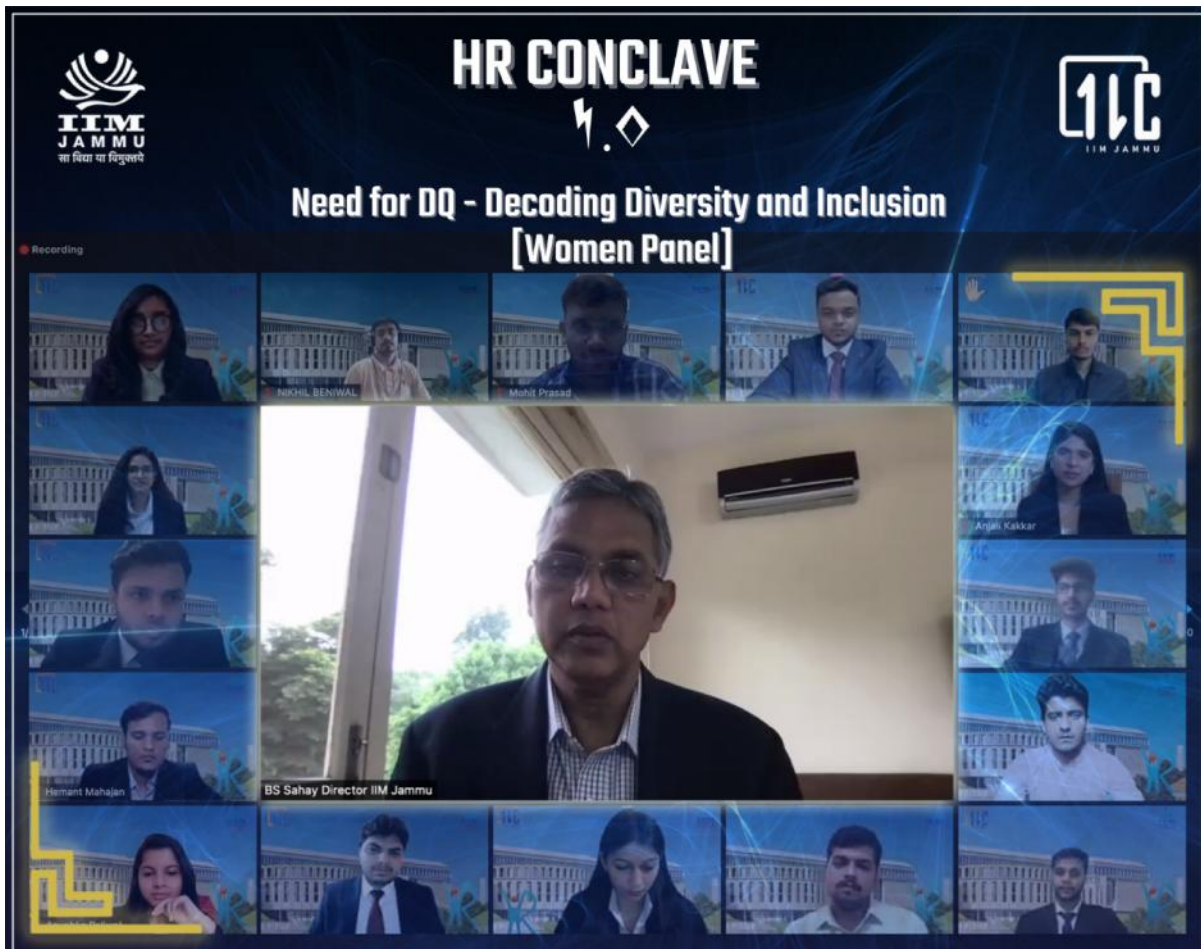 HR CONCLAVE
IIM
JAMMU
सा विद्या या विमुक्तये
IIM JAMMU
Need for DQ - Decoding Diversity and Inclusion
[Women Panel]
Recording
NIKHIL BENIWAL
Mohit Prasad
Anjali Kakkar
Hemant Mahajan
BS Sahay Director IIM Jammu